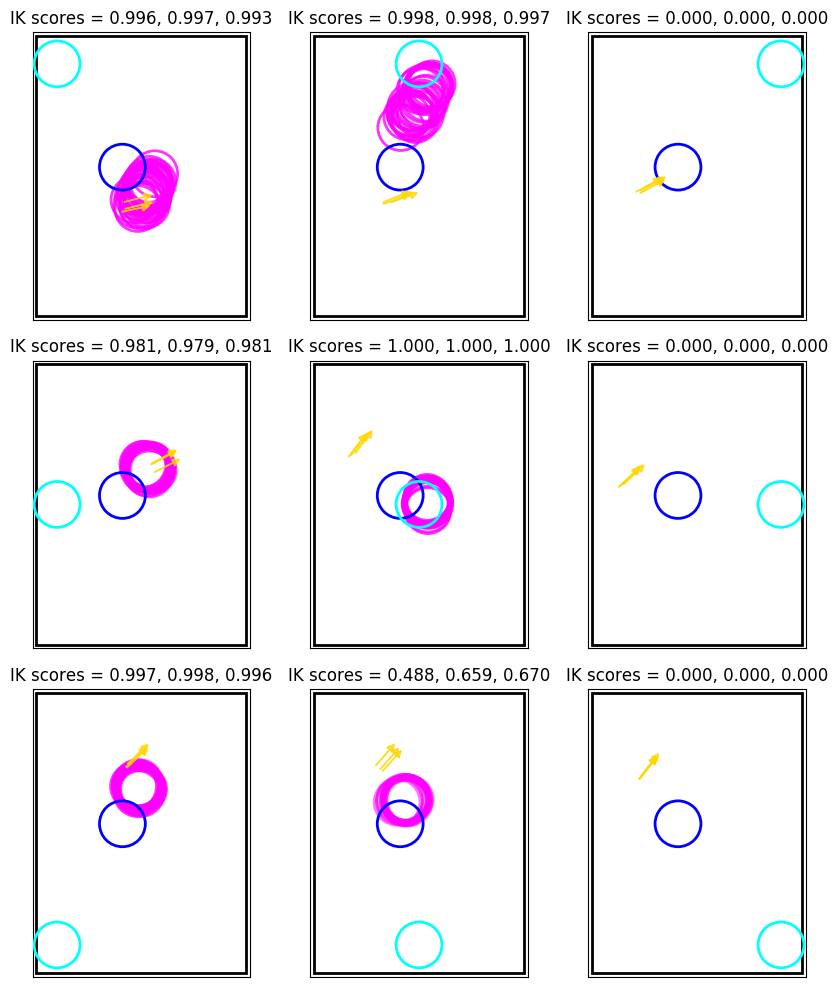 IK scores = 0.996, 0.997, 0.993
IK scores = 0.998, 0.998, 0.997
IK scores = 0.000, 0.000, 0.000
IK scores = 0.981, 0.979, 0.981
IK scores = 1.000, 1.000, 1.000
IK scores = 0.000, 0.000, 0.000
IK scores = 0.997, 0.998, 0.996
IK scores = 0.488, 0.659, 0.670
IK scores = 0.000, 0.000, 0.000